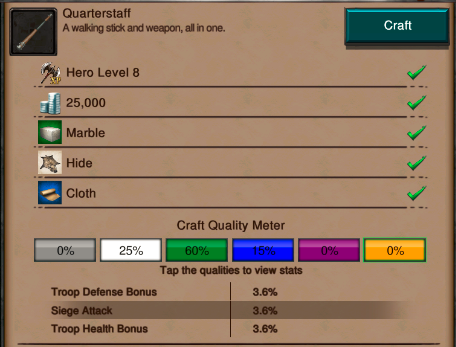 Quarterstaff
A walking stick and weapon, all in one.
Craft
Hero Level 8
25,000
Marble
Hide
Cloth
Craft Quality Meter
0% 25% 60% 15% 0% 0%
Tap the qualities to view stats
Troop Defense Bonus 3.6%
Siege Attack 3.6%
Troop Health Bonus 3.6%